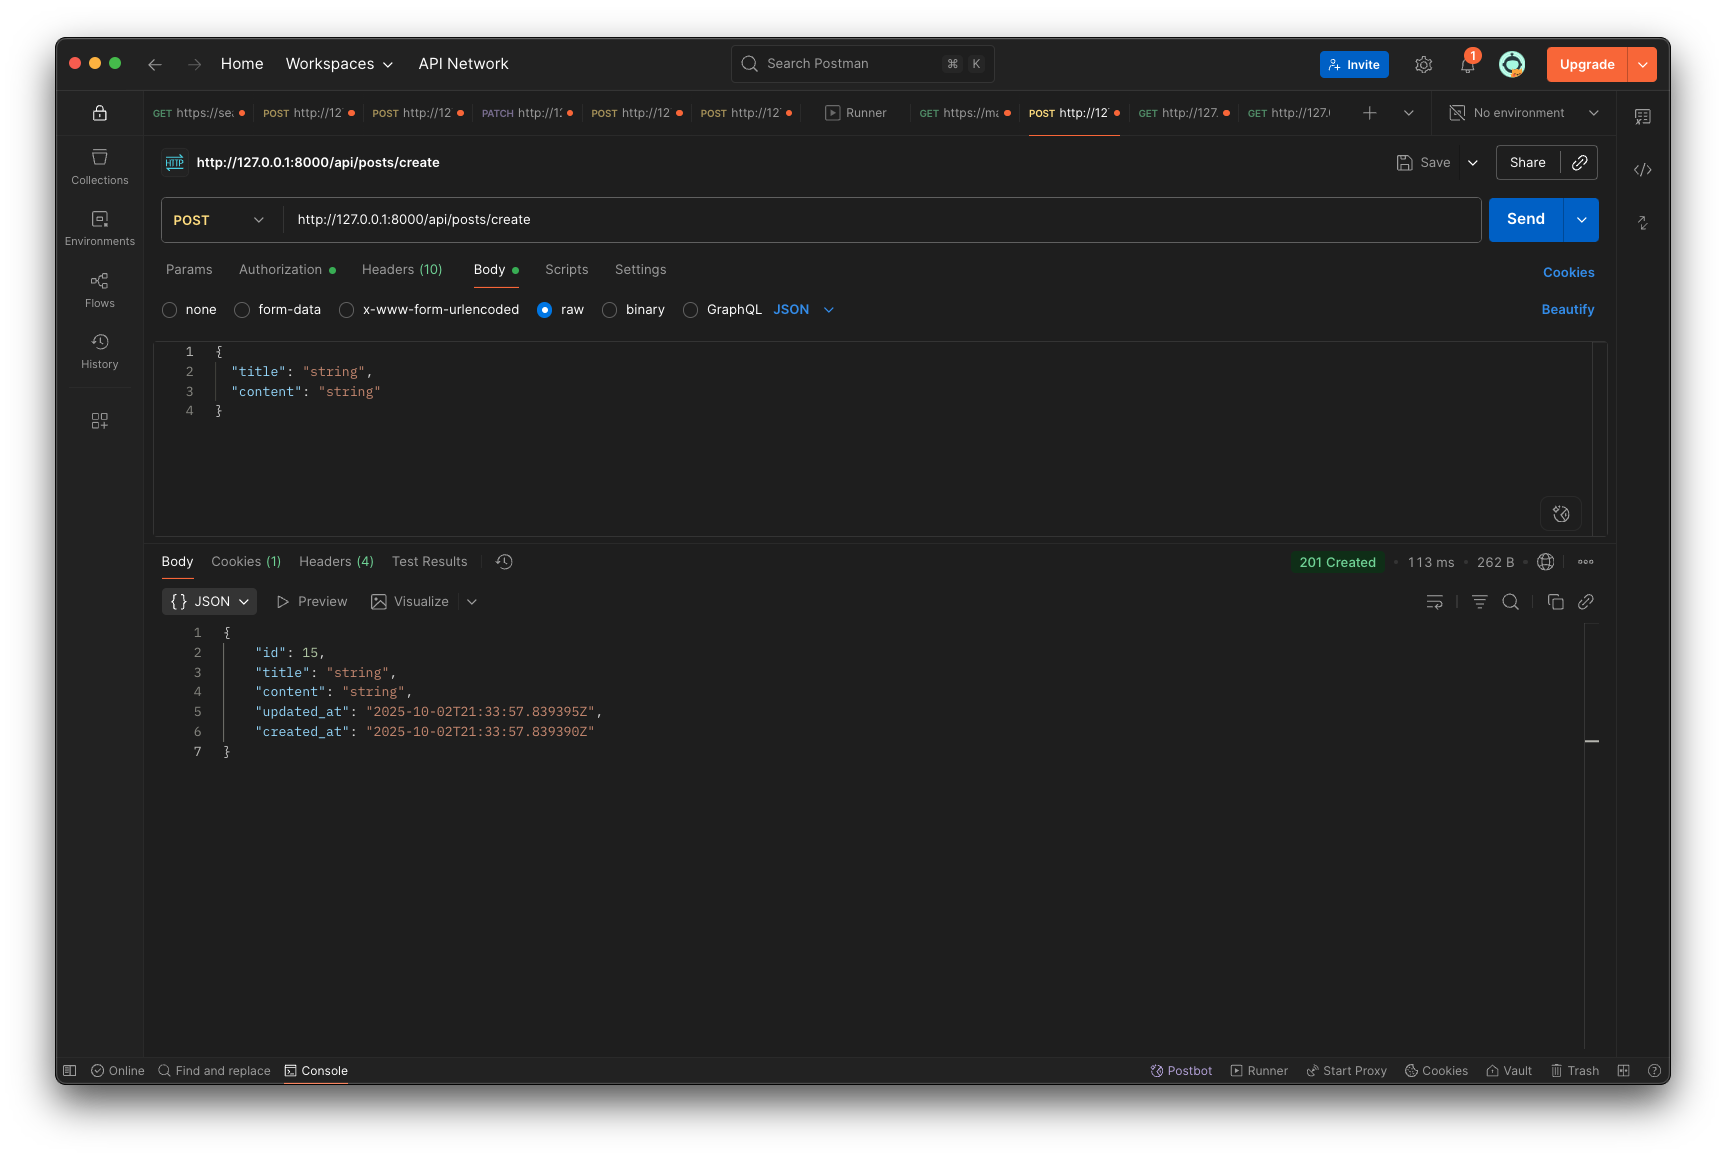 Home Workspaces API Network Search Postman ⌘ K Invite 1 Upgrade
GET https://se POST http://12 POST http://12 PATCH http://1 POST http://12 POST http://12 Runner GET https://ma POST http://12 GET http://127. GET http://127. No environment
HTTP http://127.0.0.1:8000/api/posts/create Save Share
POST http://127.0.0.1:8000/api/posts/create Send
Params Authorization Headers (10) Body Scripts Settings Cookies
none form-data x-www-form-urlencoded raw binary GraphQL JSON Beautify
Collections
Environments
Flows
History
1 {
2 "title": "string",
3 "content": "string"
4 }
Body Cookies (1) Headers (4) Test Results 201 Created • 113 ms • 262 B
{} JSON Preview Visualize
1 {
2 "id": 15,
3 "title": "string",
4 "content": "string",
5 "updated_at": "2025-10-02T21:33:57.839395Z",
6 "created_at": "2025-10-02T21:33:57.839390Z"
7 }
Online Find and replace Console Postbot Runner Start Proxy Cookies Vault Trash